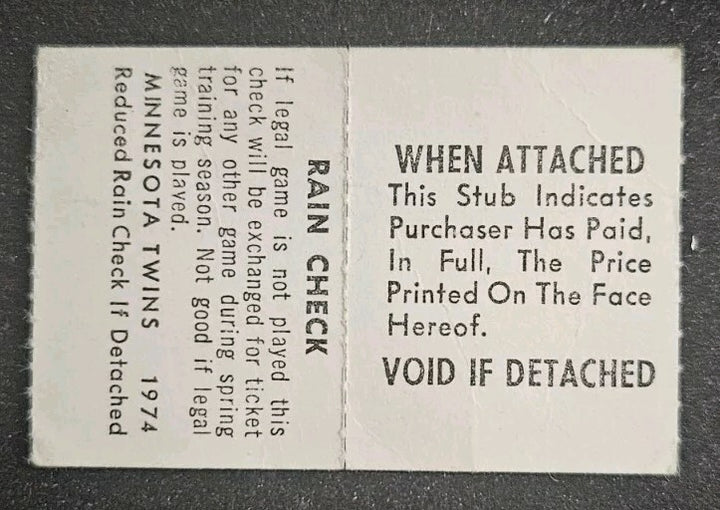 RAIN CHECK
If legal game is not played this
check will be exchanged for ticket
for any other game during spring
training season. Not good if legal
game is played.
MINNESOTA TWINS 1974
Reduced Rain Check If Detached
WHEN ATTACHED
This Stub Indicates
Purchaser Has Paid,
In Full, The Price
Printed On The Face
Hereof.
VOID IF DETACHED